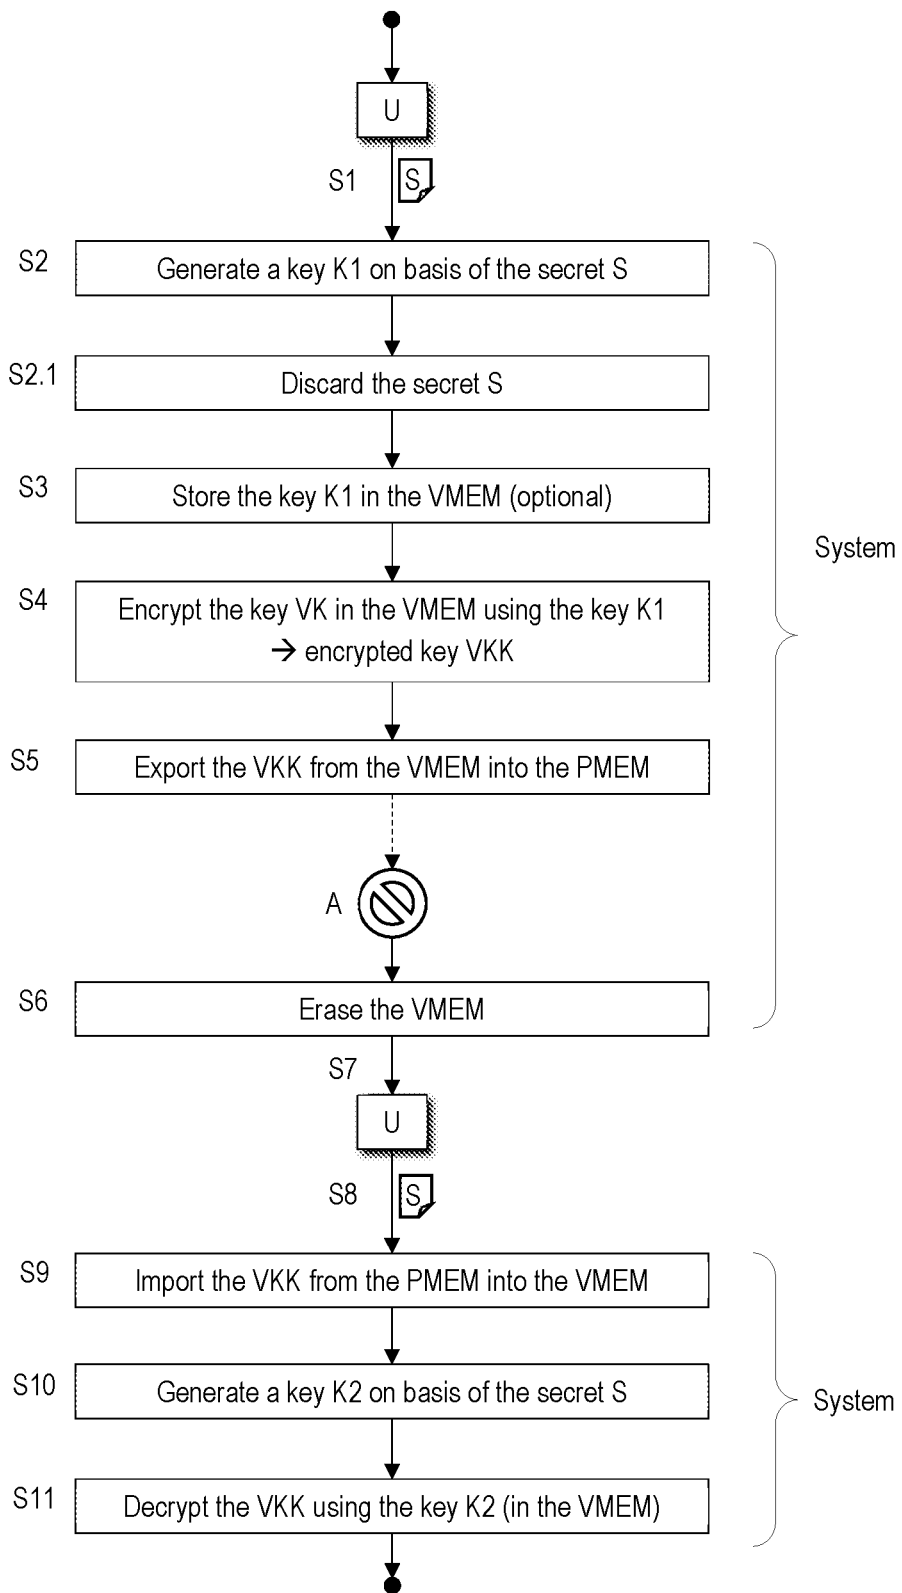 U
S1
S
S2
Generate a key K1 on basis of the secret S
S2.1
Discard the secret S
S3
Store the key K1 in the VMEM (optional)
System
S4
Encrypt the key VK in the VMEM using the key K1
→ encrypted key VKK
S5
Export the VKK from the VMEM into the PMEM
A
S6
Erase the VMEM
S7
U
S8
S
S9
Import the VKK from the PMEM into the VMEM
S10
Generate a key K2 on basis of the secret S
System
S11
Decrypt the VKK using the key K2 (in the VMEM)